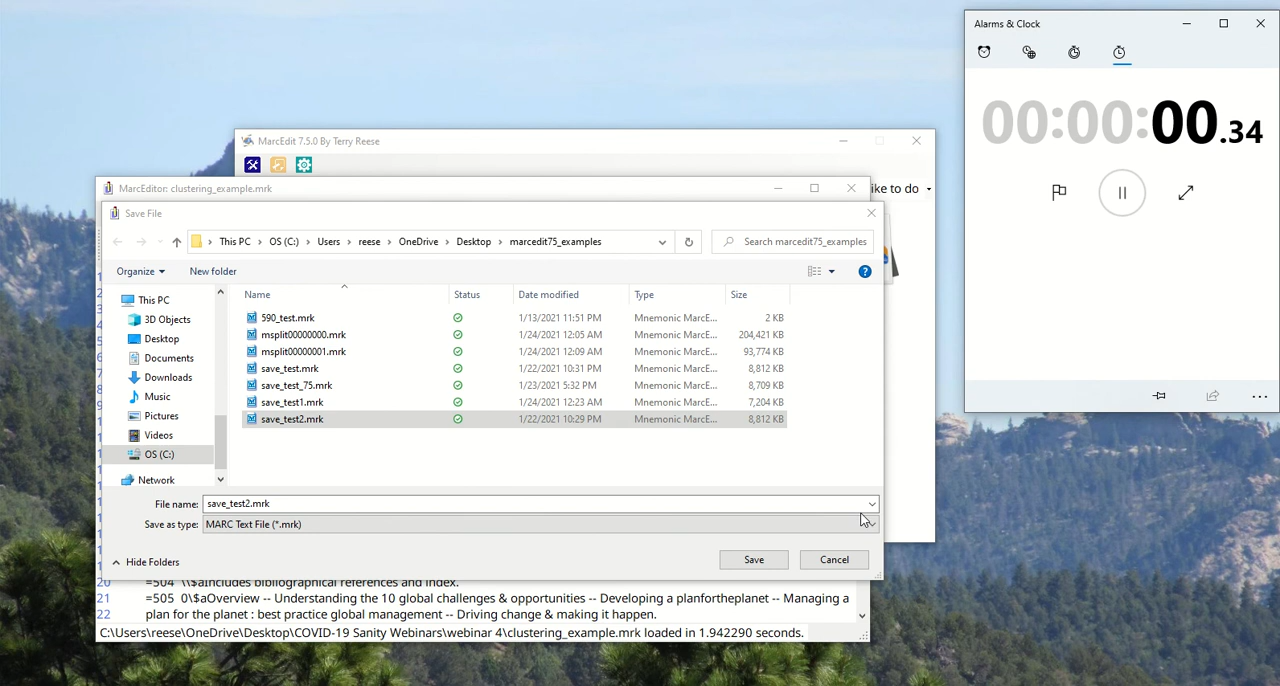 Alarms & Clock
00:00:00.34
MarcEdit 7.5.0 By Terry Reese
ike to do
MarcEditor: clustering_example.mrk
Save File
This PC > OS (C:) > Users > reese > OneDrive > Desktop > marcedit75_examples
Search marcedit75_examples
Organize
New folder
Name Status Date modified Type Size
590_test.mrk 1/13/2021 11:51 PM Mnemonic MarcE... 2 KB
msplit00000000.mrk 1/24/2021 12:05 AM Mnemonic MarcE... 204,421 KB
msplit00000001.mrk 1/24/2021 12:09 AM Mnemonic MarcE... 93,774 KB
save_test.mrk 1/22/2021 10:31 PM Mnemonic MarcE... 8,812 KB
save_test_75.mrk 1/23/2021 5:32 PM Mnemonic MarcE... 8,709 KB
save_test1.mrk 1/24/2021 12:23 AM Mnemonic MarcE... 7,204 KB
save_test2.mrk 1/22/2021 10:29 PM Mnemonic MarcE... 8,812 KB
This PC
3D Objects
Desktop
Documents
Downloads
Music
Pictures
Videos
OS (C:)
Network
File name: save_test2.mrk
Save as type: MARC Text File (*.mrk)
Hide Folders
Save
Cancel
20 =504 \\$aIncludes bibliographical references and index.
21 =505 0\$aOverview -- Understanding the 10 global challenges & opportunities -- Developing a planfortheplanet -- Managing a
22 plan for the planet : best practice global management -- Driving change & making it happen.
C:\Users\reese\OneDrive\Desktop\COVID-19 Sanity Webinars\webinar 4\clustering_example.mrk loaded in 1.942290 seconds.